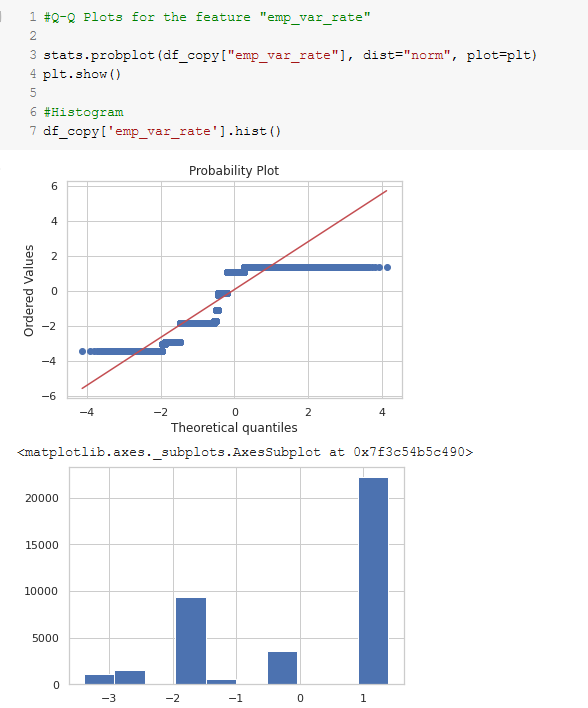 1 #Q-Q Plots for the feature "emp_var_rate"
2
3 stats.probplot(df_copy["emp_var_rate"], dist="norm", plot=plt)
4 plt.show()
5
6 #Histogram
7 df_copy['emp_var_rate'].hist()
Probability Plot
6
4
2
0
−2
−4
−6
Ordered Values
−4 −2 0 2 4
Theoretical quantiles
<matplotlib.axes._subplots.AxesSubplot at 0x7f3c54b5c490>
20000
15000
10000
5000
0
−3 −2 −1 0 1